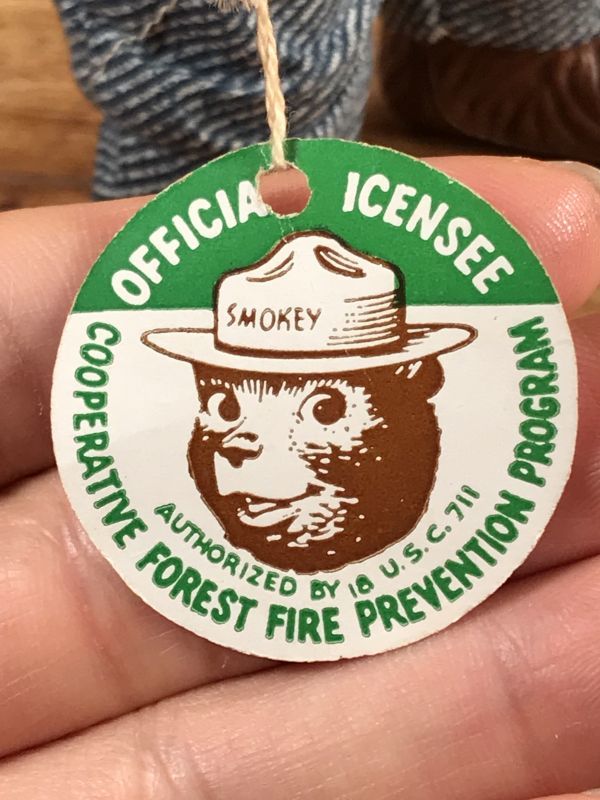 OFFICIA ICENSEE
SMOKEY
AUTHORIZED BY 18 U.S.C. 711
COOPERATIVE FOREST FIRE PREVENTION PROGRAM